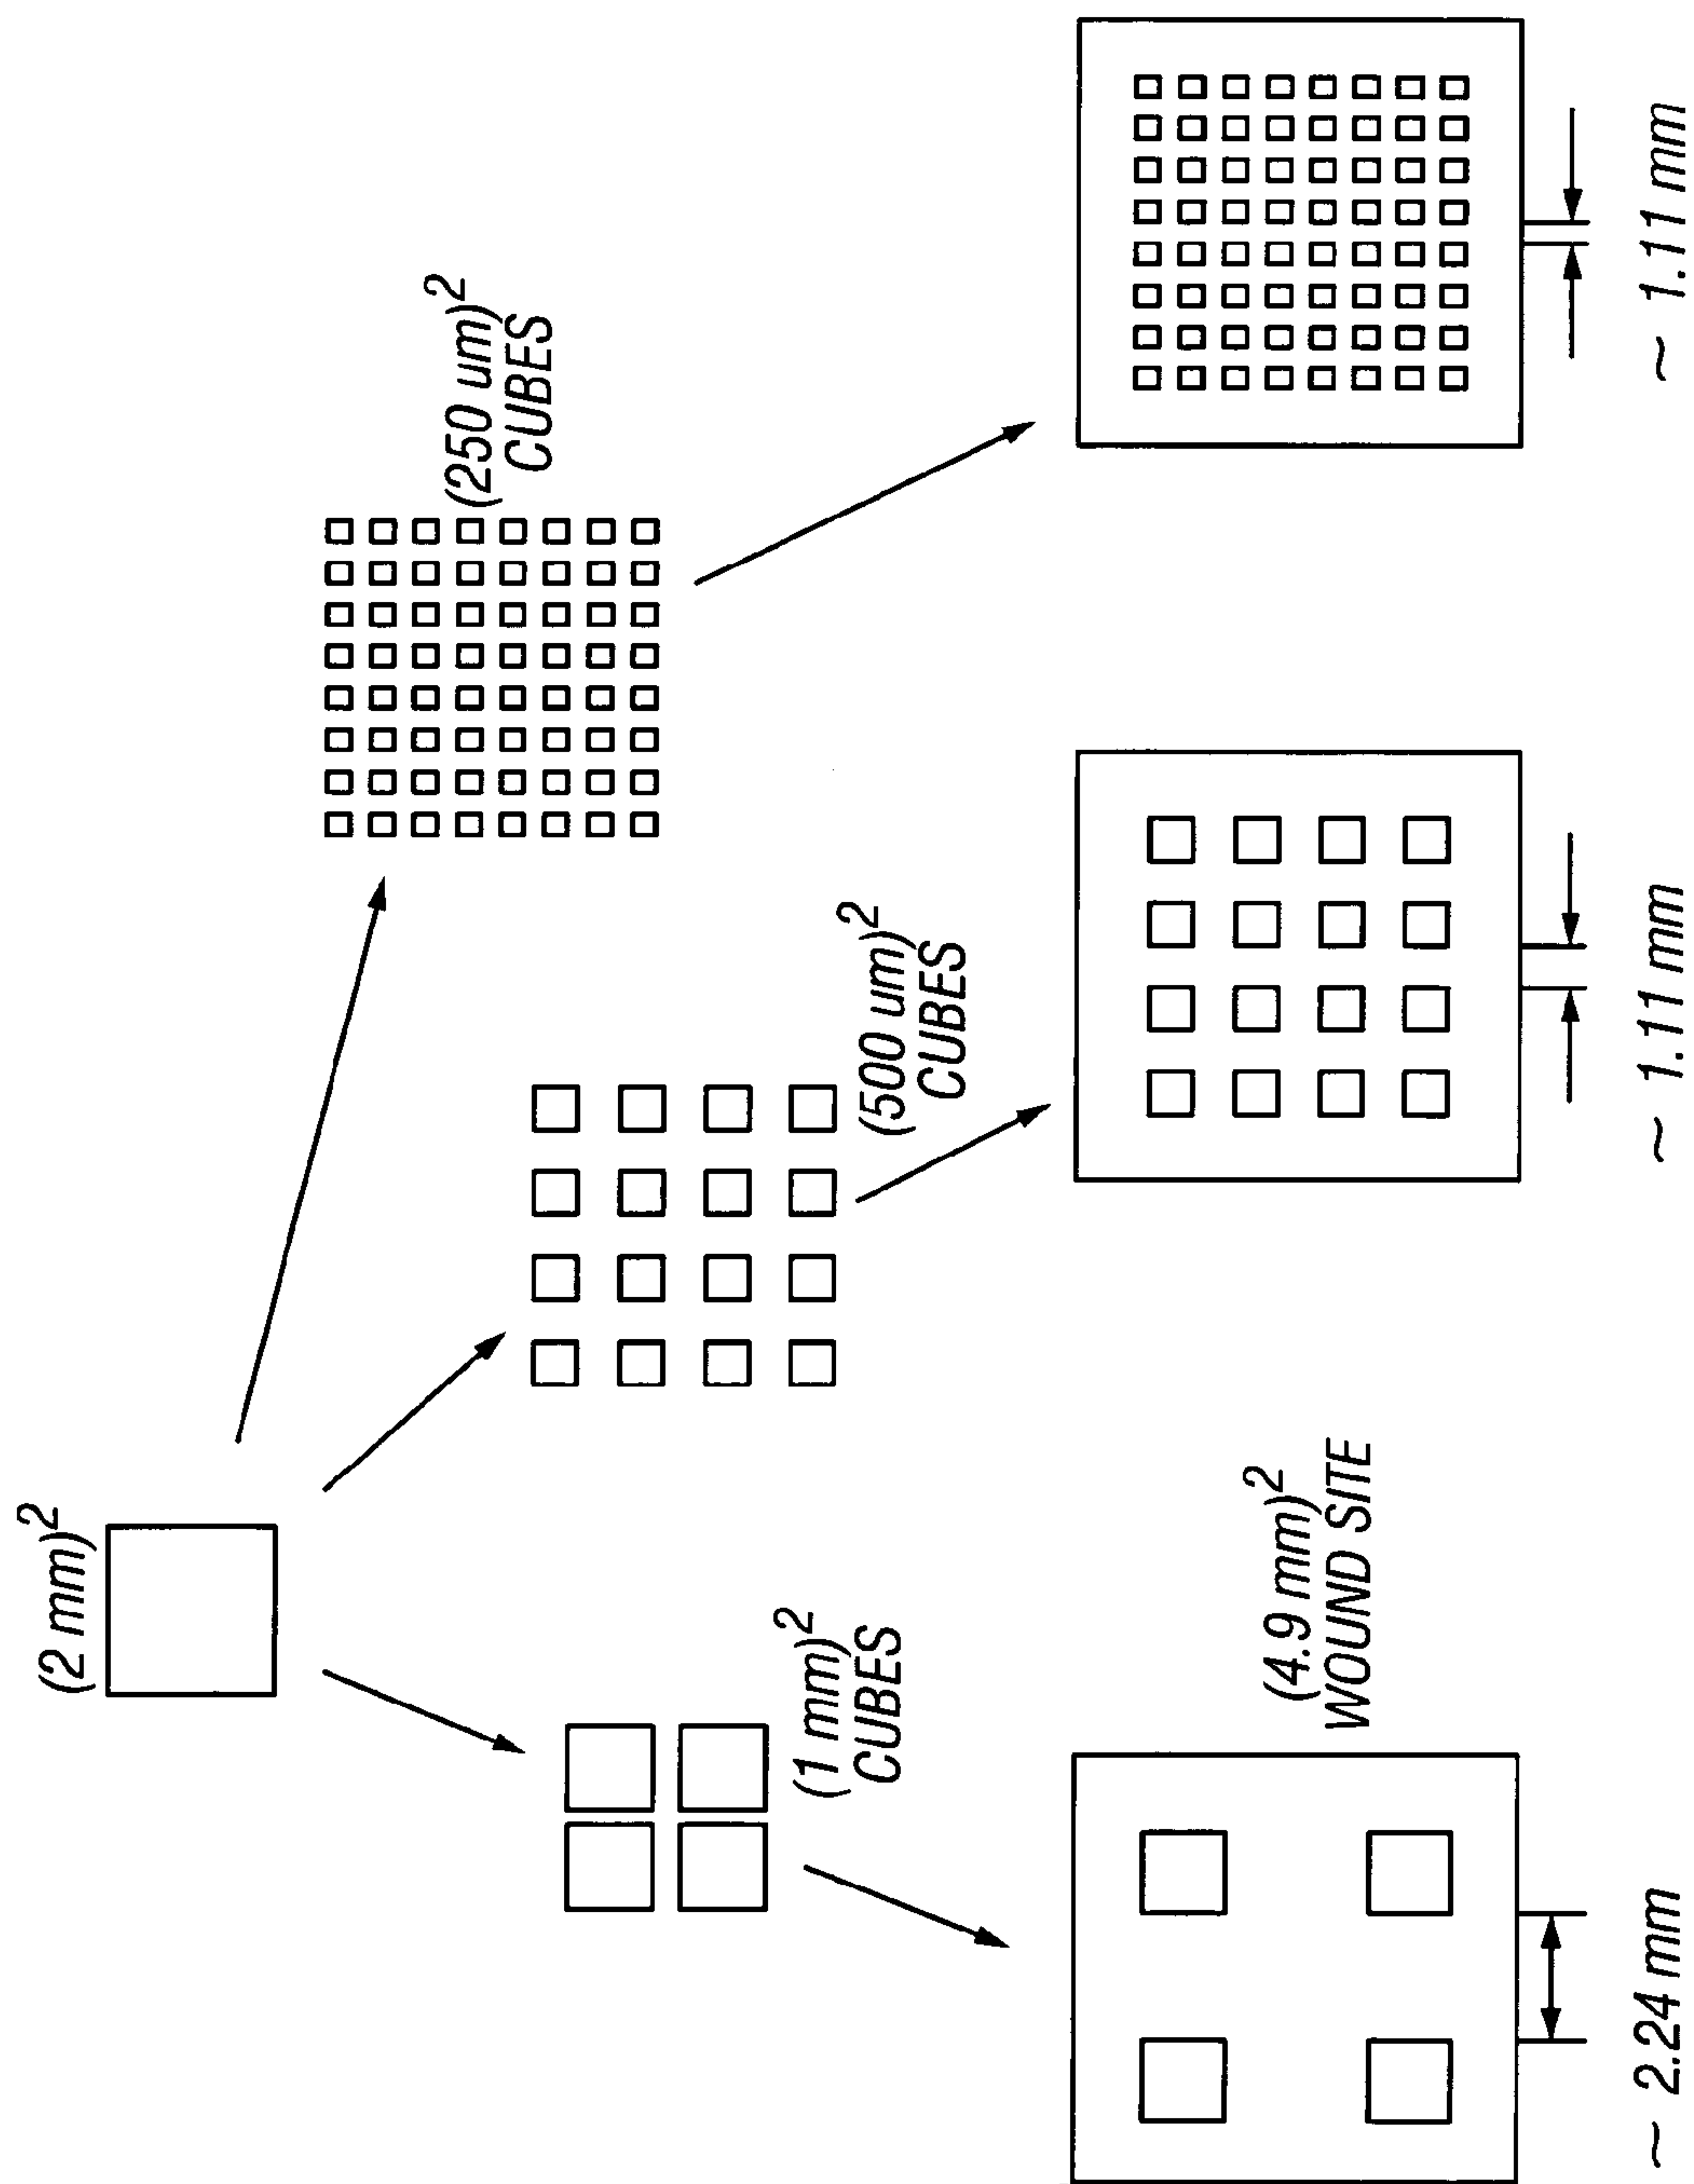 (2 mm)²
(250 um)²
CUBES
(500 um)²
CUBES
(1 mm)²
CUBES
(4.9 mm)²
WOUND SITE
~ 2.24 mm
~ 1.11 mm
~ 1.11 mm